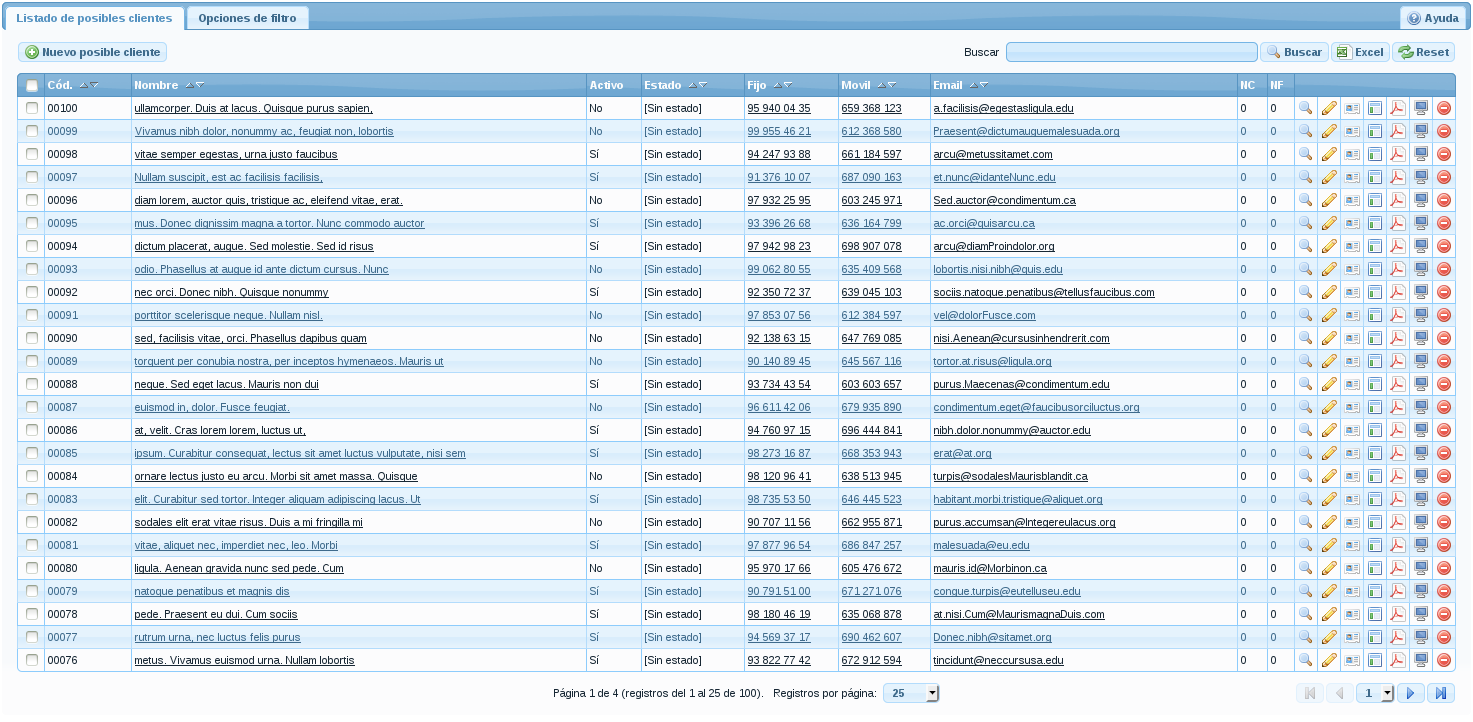 Listado de posibles clientes Opciones de filtro Ayuda
Nuevo posible cliente Buscar Buscar Excel Reset
Cód. Nombre Activo Estado Fijo Movil Email NC NF
00100 ullamcorper. Duis at lacus. Quisque purus sapien, No [Sin estado] 95 940 04 35 659 368 123 a.facilisis@egestasligula.edu 0 0
00099 Vivamus nibh dolor, nonummy ac, feugiat non, lobortis No [Sin estado] 99 955 46 21 612 368 580 Praesent@dictumauguemalesuada.org 0 0
00098 vitae semper egestas, urna justo faucibus Sí [Sin estado] 94 247 93 88 661 184 597 arcu@metussitamet.com 0 0
00097 Nullam suscipit, est ac facilisis facilisis, Sí [Sin estado] 91 376 10 07 687 090 163 et.nunc@idanteNunc.edu 0 0
00096 diam lorem, auctor quis, tristique ac, eleifend vitae, erat. No [Sin estado] 97 932 25 95 603 245 971 Sed.auctor@condimentum.ca 0 0
00095 mus. Donec dignissim magna a tortor. Nunc commodo auctor Sí [Sin estado] 93 396 26 68 636 164 799 ac.orci@quisarcu.ca 0 0
00094 dictum placerat, augue. Sed molestie. Sed id risus Sí [Sin estado] 97 942 98 23 698 907 078 arcu@diamProindolor.org 0 0
00093 odio. Phasellus at augue id ante dictum cursus. Nunc No [Sin estado] 99 062 80 55 635 409 568 lobortis.nisi.nibh@quis.edu 0 0
00092 nec orci. Donec nibh. Quisque nonummy Sí [Sin estado] 92 350 72 37 639 045 103 sociis.natoque.penatibus@tellusfaucibus.com 0 0
00091 porttitor scelerisque neque. Nullam nisl. No [Sin estado] 97 853 07 56 612 384 597 vel@dolorFusce.com 0 0
00090 sed, facilisis vitae, orci. Phasellus dapibus quam No [Sin estado] 92 138 63 15 647 769 085 nisi.Aenean@cursusinhendrerit.com 0 0
00089 torquent per conubia nostra, per inceptos hymenaeos. Mauris ut No [Sin estado] 90 140 89 45 645 567 116 tortor.at.risus@ligula.org 0 0
00088 neque. Sed eget lacus. Mauris non dui Sí [Sin estado] 93 734 43 54 603 603 657 purus.Maecenas@condimentum.edu 0 0
00087 euismod in, dolor. Fusce feugiat. No [Sin estado] 96 611 42 06 679 935 890 condimentum.eget@faucibusorciluctus.org 0 0
00086 at, velit. Cras lorem lorem, luctus ut, Sí [Sin estado] 94 760 97 15 696 444 841 nibh.dolor.nonummy@auctor.edu 0 0
00085 ipsum. Curabitur consequat, lectus sit amet luctus vulputate, nisi sem Sí [Sin estado] 98 273 16 87 668 353 943 erat@at.org 0 0
00084 ornare lectus justo eu arcu. Morbi sit amet massa. Quisque No [Sin estado] 98 120 96 41 638 513 945 turpis@sodalesMaurisblandit.ca 0 0
00083 elit. Curabitur sed tortor. Integer aliquam adipiscing lacus. Ut Sí [Sin estado] 98 735 53 50 646 445 523 habitant.morbi.tristique@aliquet.org 0 0
00082 sodales elit erat vitae risus. Duis a mi fringilla mi No [Sin estado] 90 707 11 56 662 955 871 purus.accumsan@Integereulacus.org 0 0
00081 vitae, aliquet nec, imperdiet nec, leo. Morbi Sí [Sin estado] 97 877 96 54 686 847 257 malesuada@eu.edu 0 0
00080 ligula. Aenean gravida nunc sed pede. Cum No [Sin estado] 95 970 17 66 605 476 672 mauris.id@Morbinon.ca 0 0
00079 natoque penatibus et magnis dis Sí [Sin estado] 90 791 51 00 671 271 076 congue.turpis@eutelluseu.edu 0 0
00078 pede. Praesent eu dui. Cum sociis Sí [Sin estado] 98 180 46 19 635 068 878 at.nisi.Cum@MaurismagnaDuis.com 0 0
00077 rutrum urna, nec luctus felis purus Sí [Sin estado] 94 569 37 17 690 462 607 Donec.nibh@sitamet.org 0 0
00076 metus. Vivamus euismod urna. Nullam lobortis Sí [Sin estado] 93 822 77 42 672 912 594 tincidunt@neccursusa.edu 0 0
Página 1 de 4 (registros del 1 al 25 de 100). Registros por página: 25 1